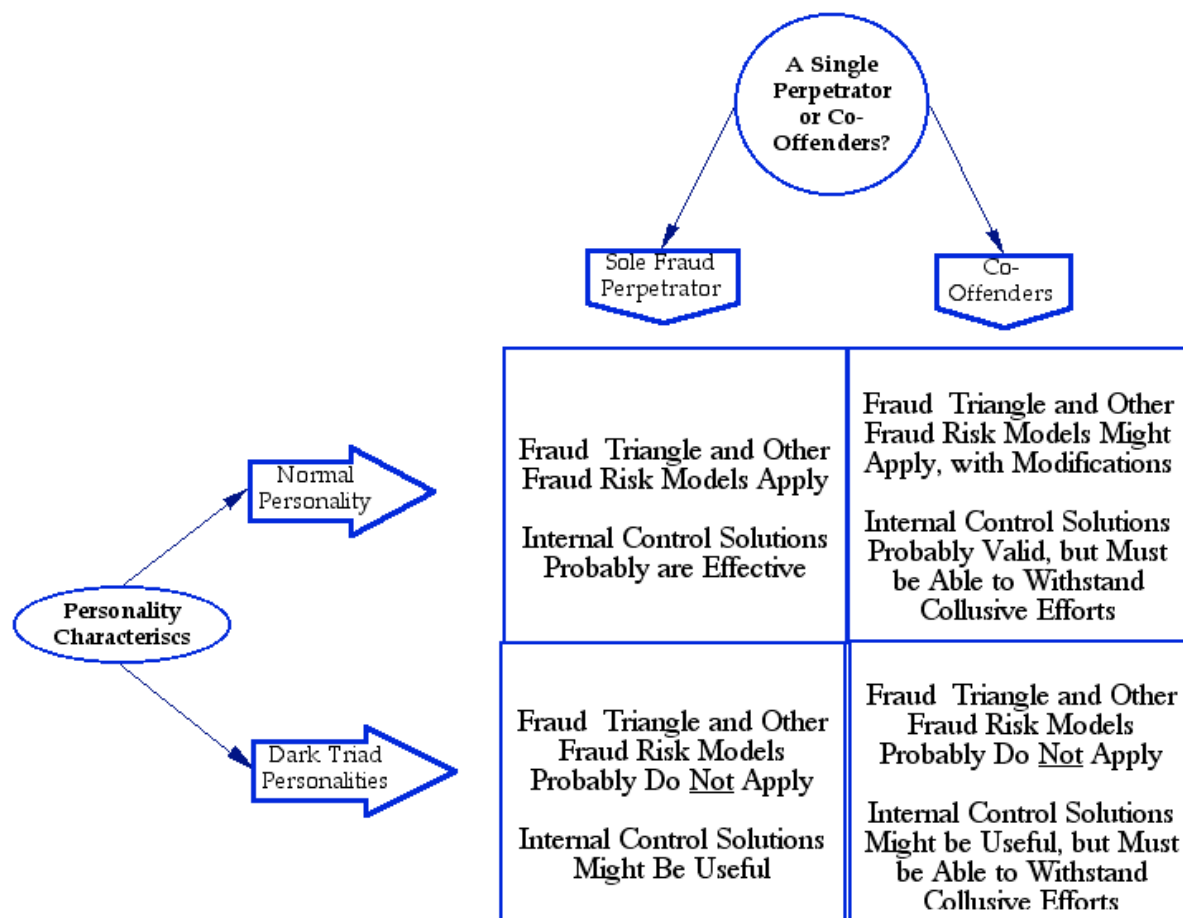 A Single
Perpetrator
or Co-
Offenders?
Sole Fraud
Perpetrator
Co-
Offenders
Normal
Personality
Fraud Triangle and Other
Fraud Risk Models Apply
Internal Control Solutions
Probably are Effective
Fraud Triangle and Other
Fraud Risk Models Might
Apply, with Modifications
Internal Control Solutions
Probably Valid, but Must
be Able to Withstand
Collusive Efforts
Personality
Characteriscs
Dark Triad
Personalities
Fraud Triangle and Other
Fraud Risk Models
Probably Do Not Apply
Internal Control Solutions
Might Be Useful
Fraud Triangle and Other
Fraud Risk Models
Probably Do Not Apply
Internal Control Solutions
Might be Useful, but Must
be Able to Withstand
Collusive Efforts